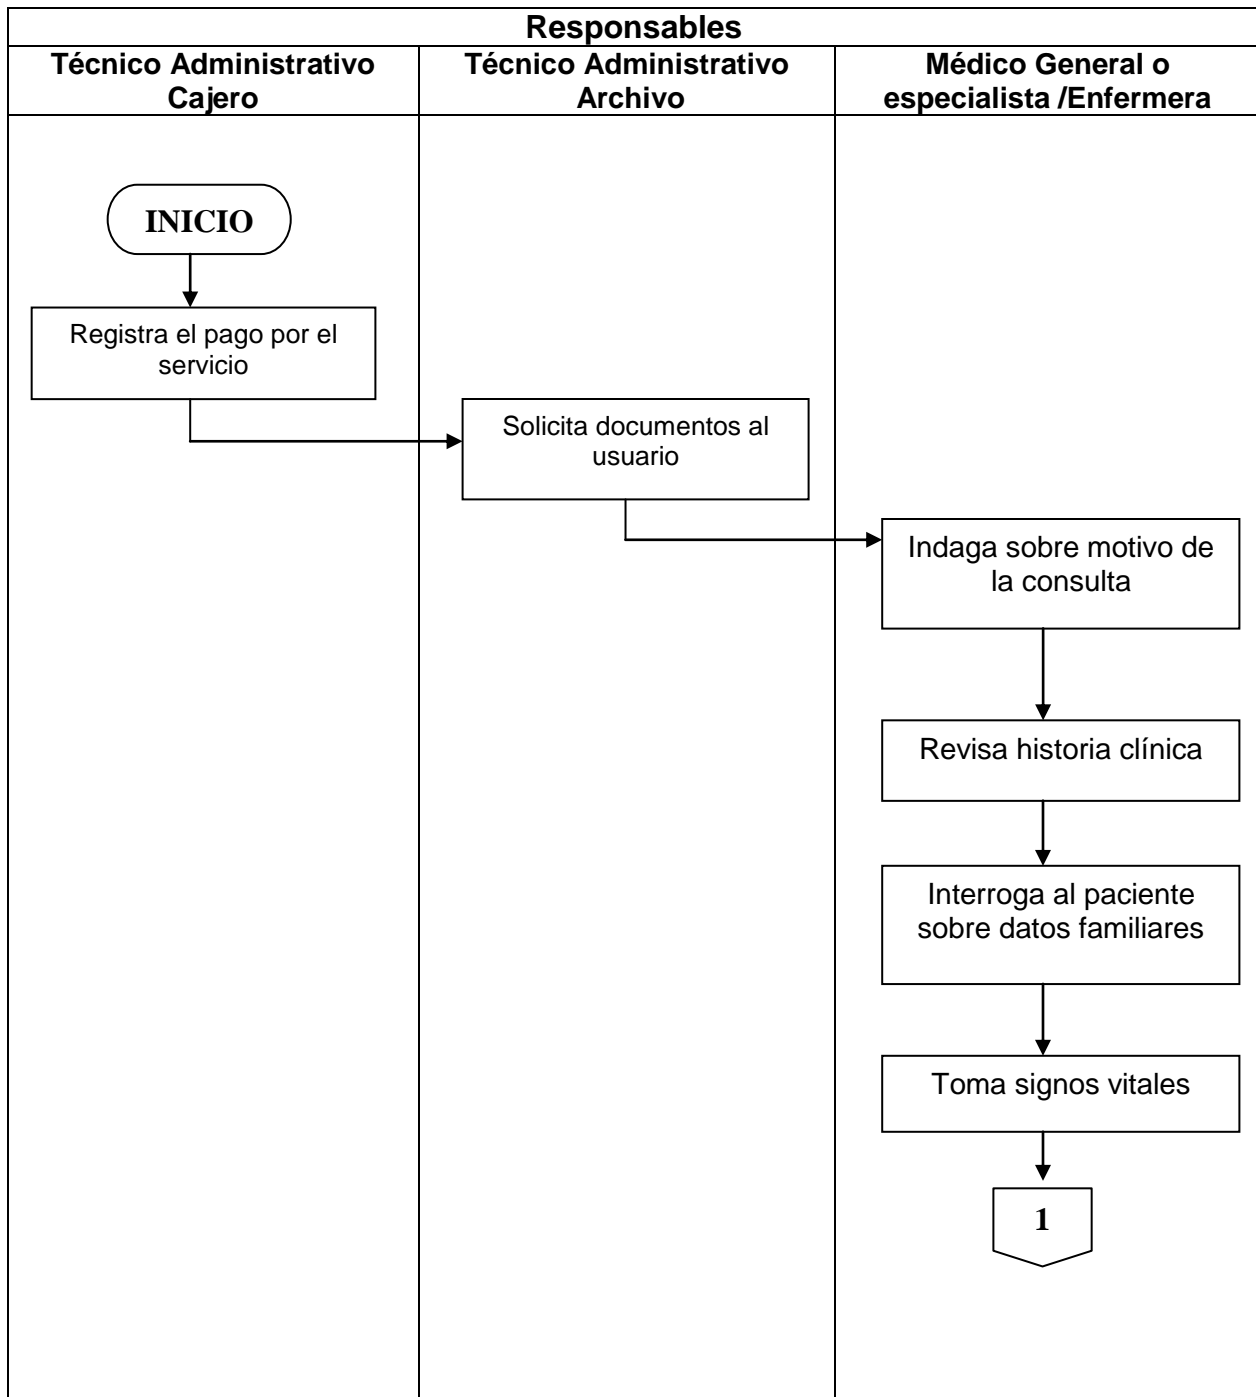 Responsables
Técnico Administrativo
Cajero
Técnico Administrativo
Archivo
Médico General o
especialista /Enfermera
INICIO
Registra el pago por el
servicio
Solicita documentos al
usuario
Indaga sobre motivo de
la consulta
Revisa historia clínica
Interroga al paciente
sobre datos familiares
Toma signos vitales
1